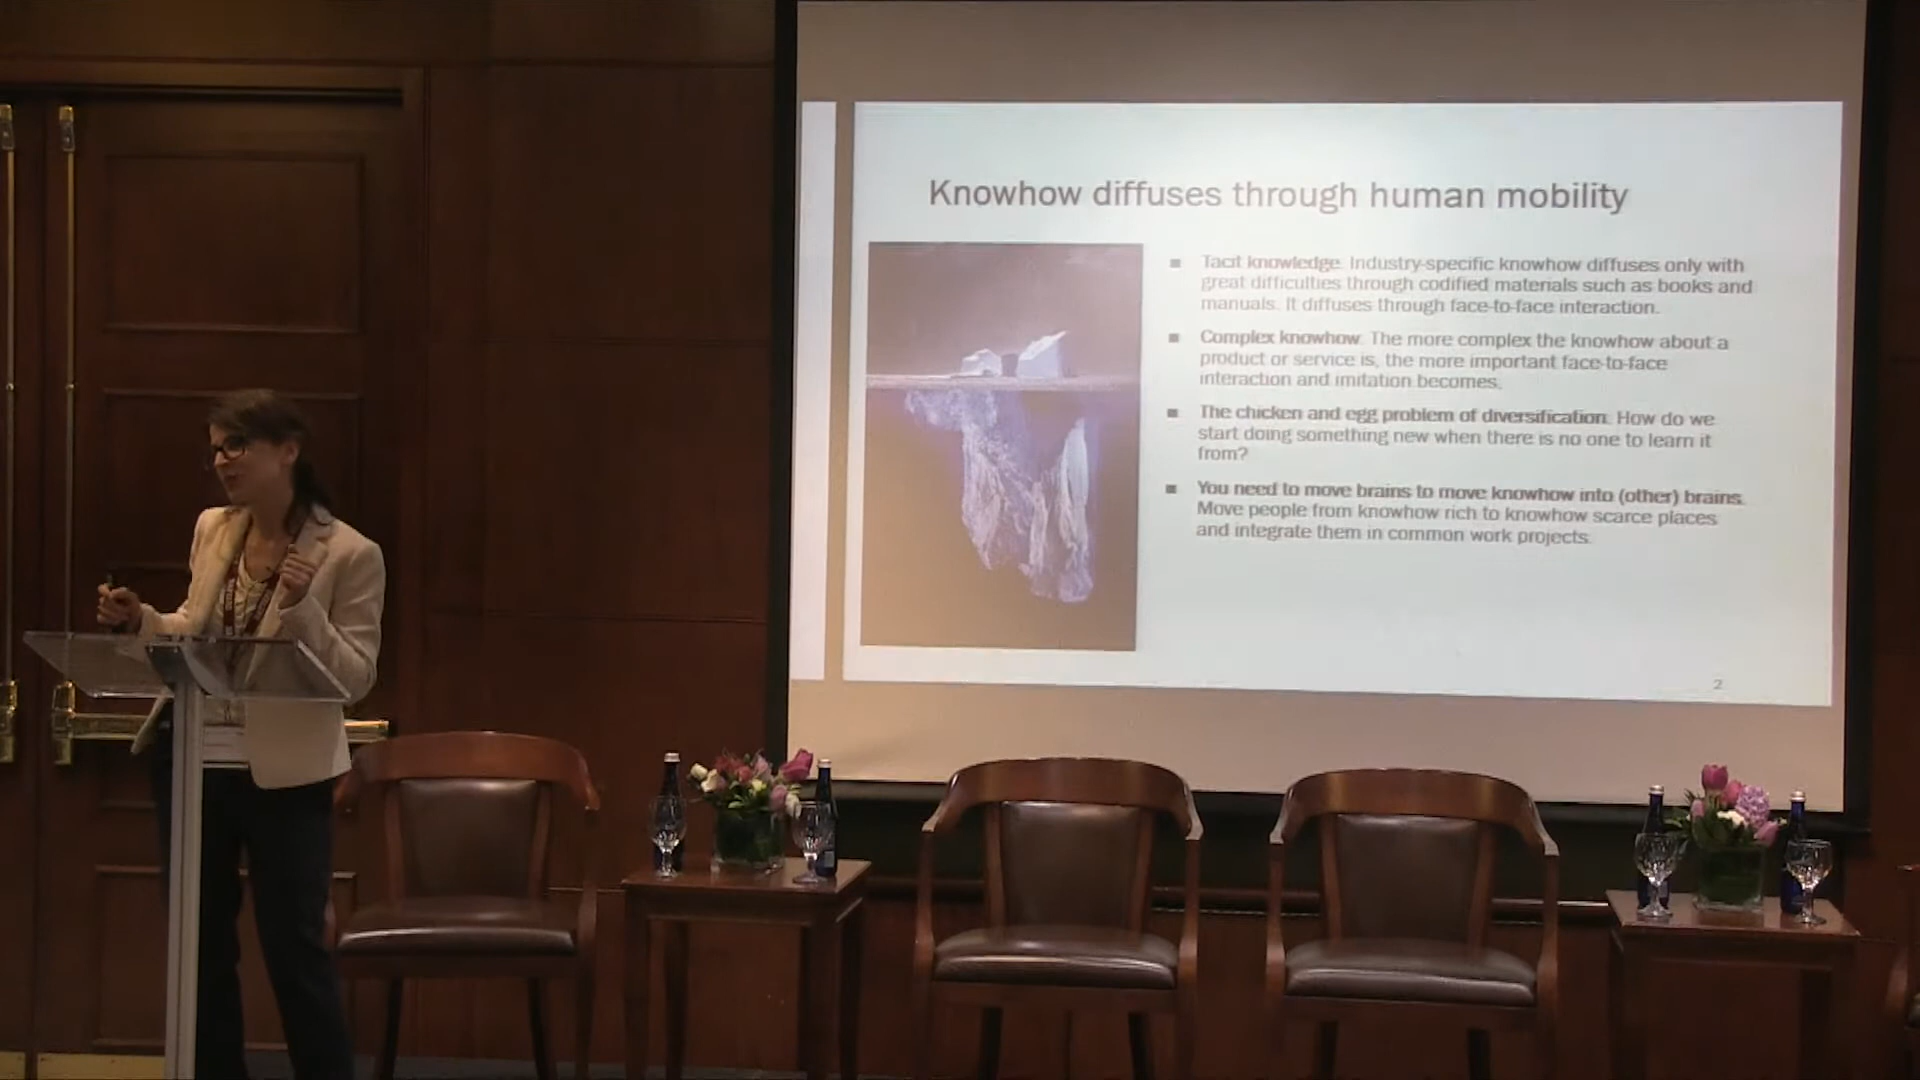 Knowhow diffuses through human mobility
■ Tacit knowledge. Industry-specific knowhow diffuses only with
great difficulties through codified materials such as books and
manuals. It diffuses through face-to-face interaction.
■ Complex knowhow. The more complex the knowhow about a
product or service is, the more important face-to-face
interaction and imitation becomes.
■ The chicken and egg problem of diversification. How do we
start doing something new when there is no one to learn it
from?
■ You need to move brains to move knowhow into (other) brains.
Move people from knowhow rich to knowhow scarce places
and integrate them in common work projects.
2